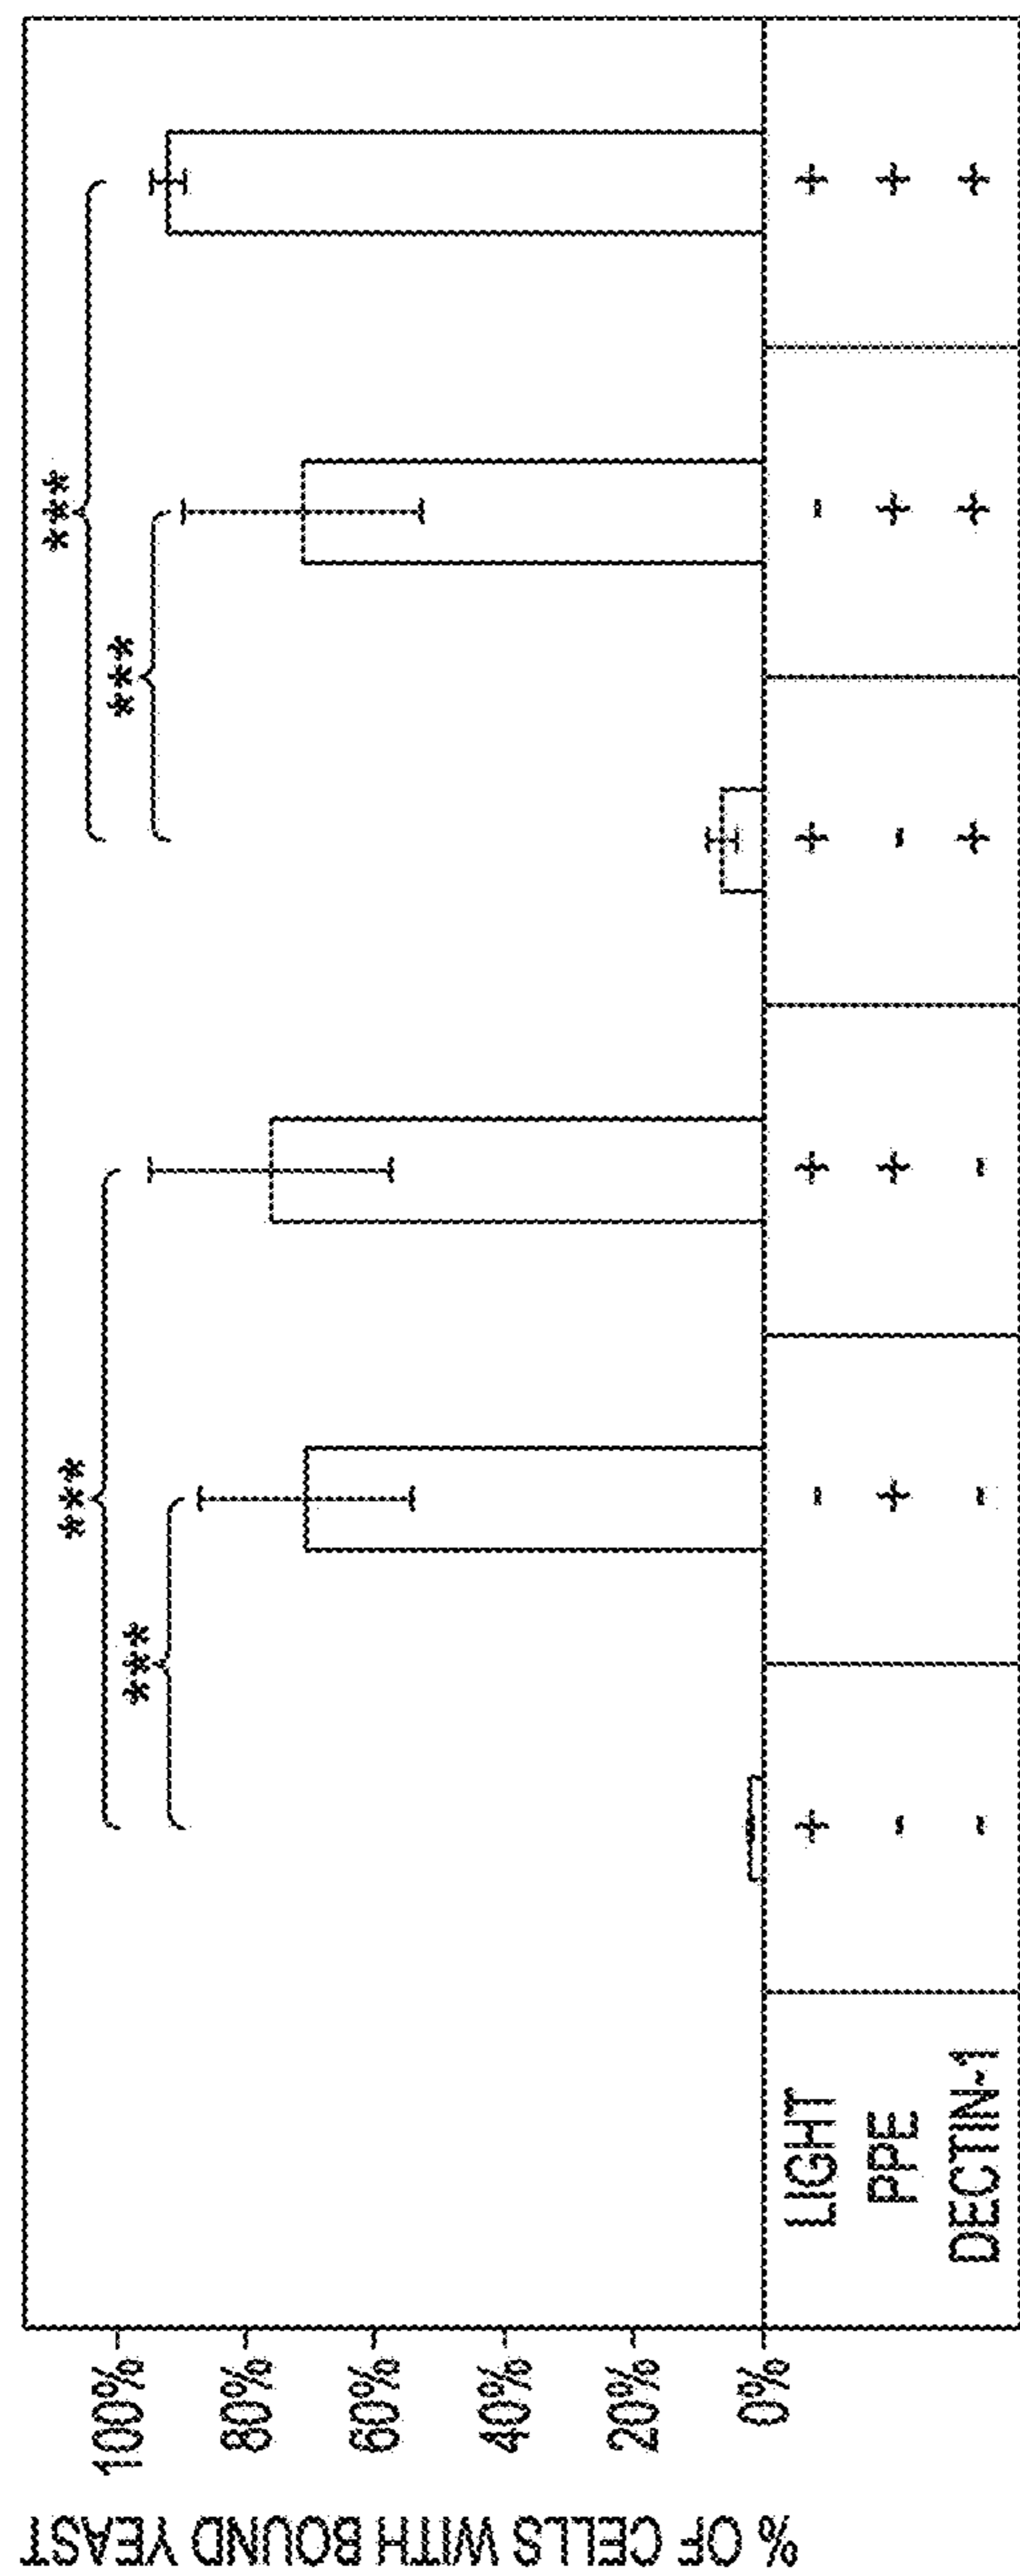 % OF CELLS WITH BOUND YEAST
***
***
***
***
100%
80%
60%
40%
20%
0%
LIGHT + - + + - +
PPE - + + - + +
DECTIN-1 - - - + + +